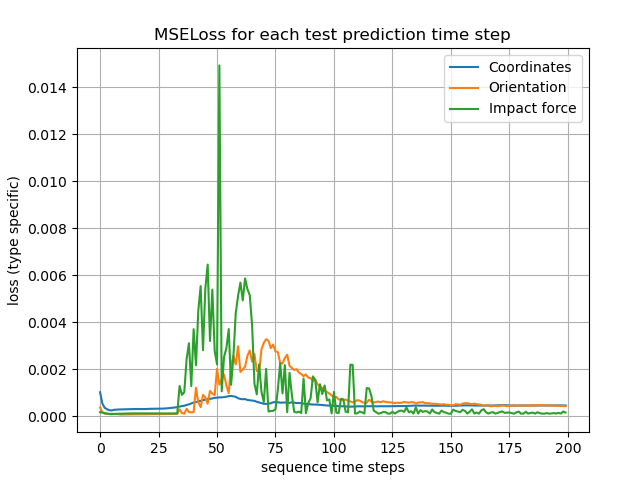 MSELoss for each test prediction time step
Coordinates
Orientation
Impact force
loss (type specific)
0.014
0.012
0.010
0.008
0.006
0.004
0.002
0.000
0 25 50 75 100 125 150 175 200
sequence time steps